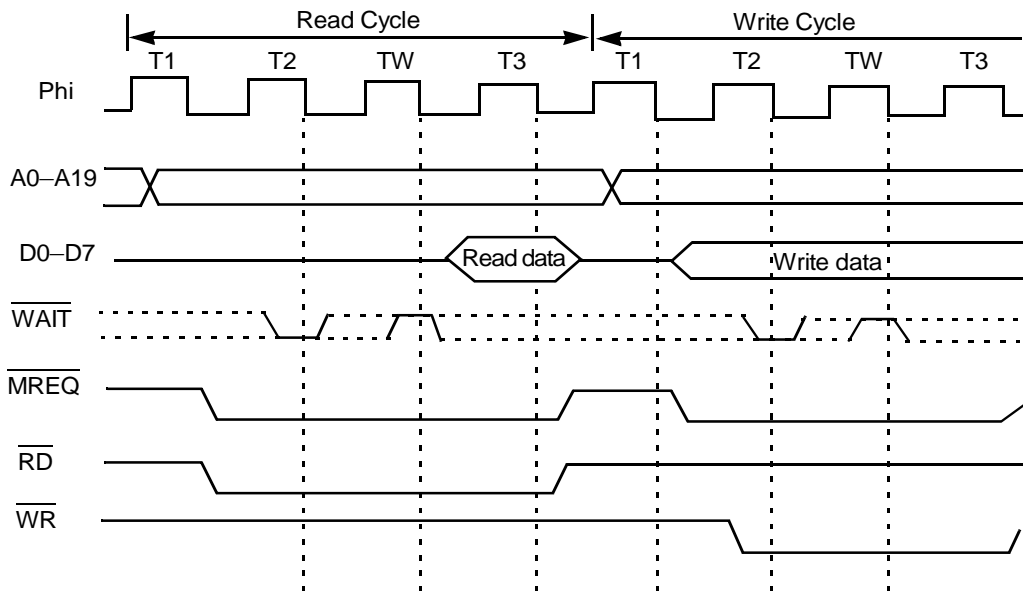 Read Cycle Write Cycle
T1 T2 TW T3 T1 T2 TW T3
Phi
A0–A19
D0–D7 Read data Write data
WAIT
MREQ
RD
WR